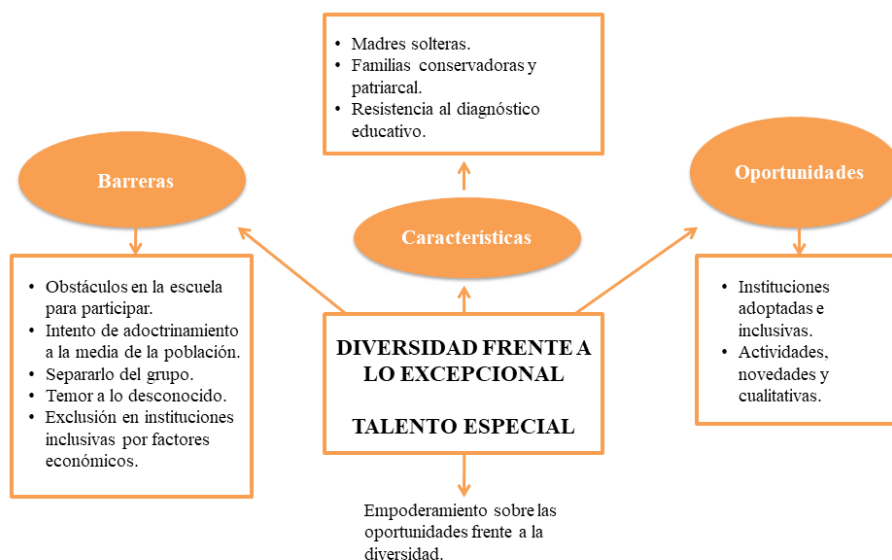 • Madres solteras.
• Familias conservadoras y
patriarcal.
• Resistencia al diagnóstico
educativo.
Barreras
Características
Oportunidades
• Obstáculos en la escuela
para participar.
• Intento de adoctrinamiento
a la media de la población.
• Separarlo del grupo.
• Temor a lo desconocido.
• Exclusión en instituciones
inclusivas por factores
económicos.
DIVERSIDAD FRENTE A
LO EXCEPCIONAL
TALENTO ESPECIAL
• Instituciones
adoptadas e
inclusivas.
• Actividades,
novedades y
cualitativas.
Empoderamiento sobre las
oportunidades frente a la
diversidad.